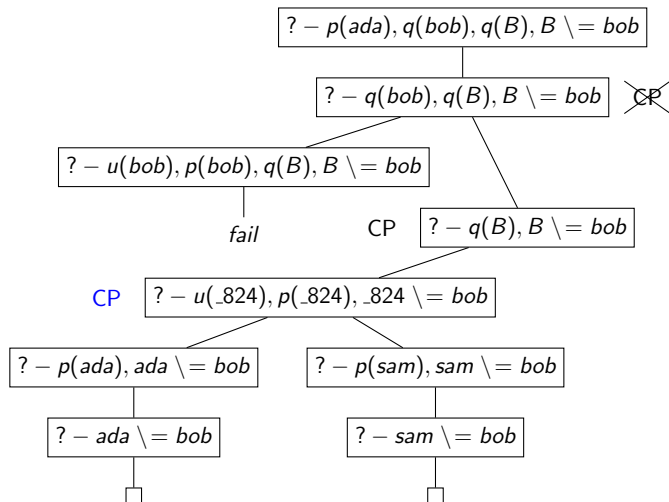 ? − p(ada), q(bob), q(B), B \= bob
? − q(bob), q(B), B \= bob
CP
? − u(bob), p(bob), q(B), B \= bob
fail
CP
? − q(B), B \= bob
CP
? − u(_824), p(_824), _824 \= bob
? − p(ada), ada \= bob
? − p(sam), sam \= bob
? − ada \= bob
? − sam \= bob